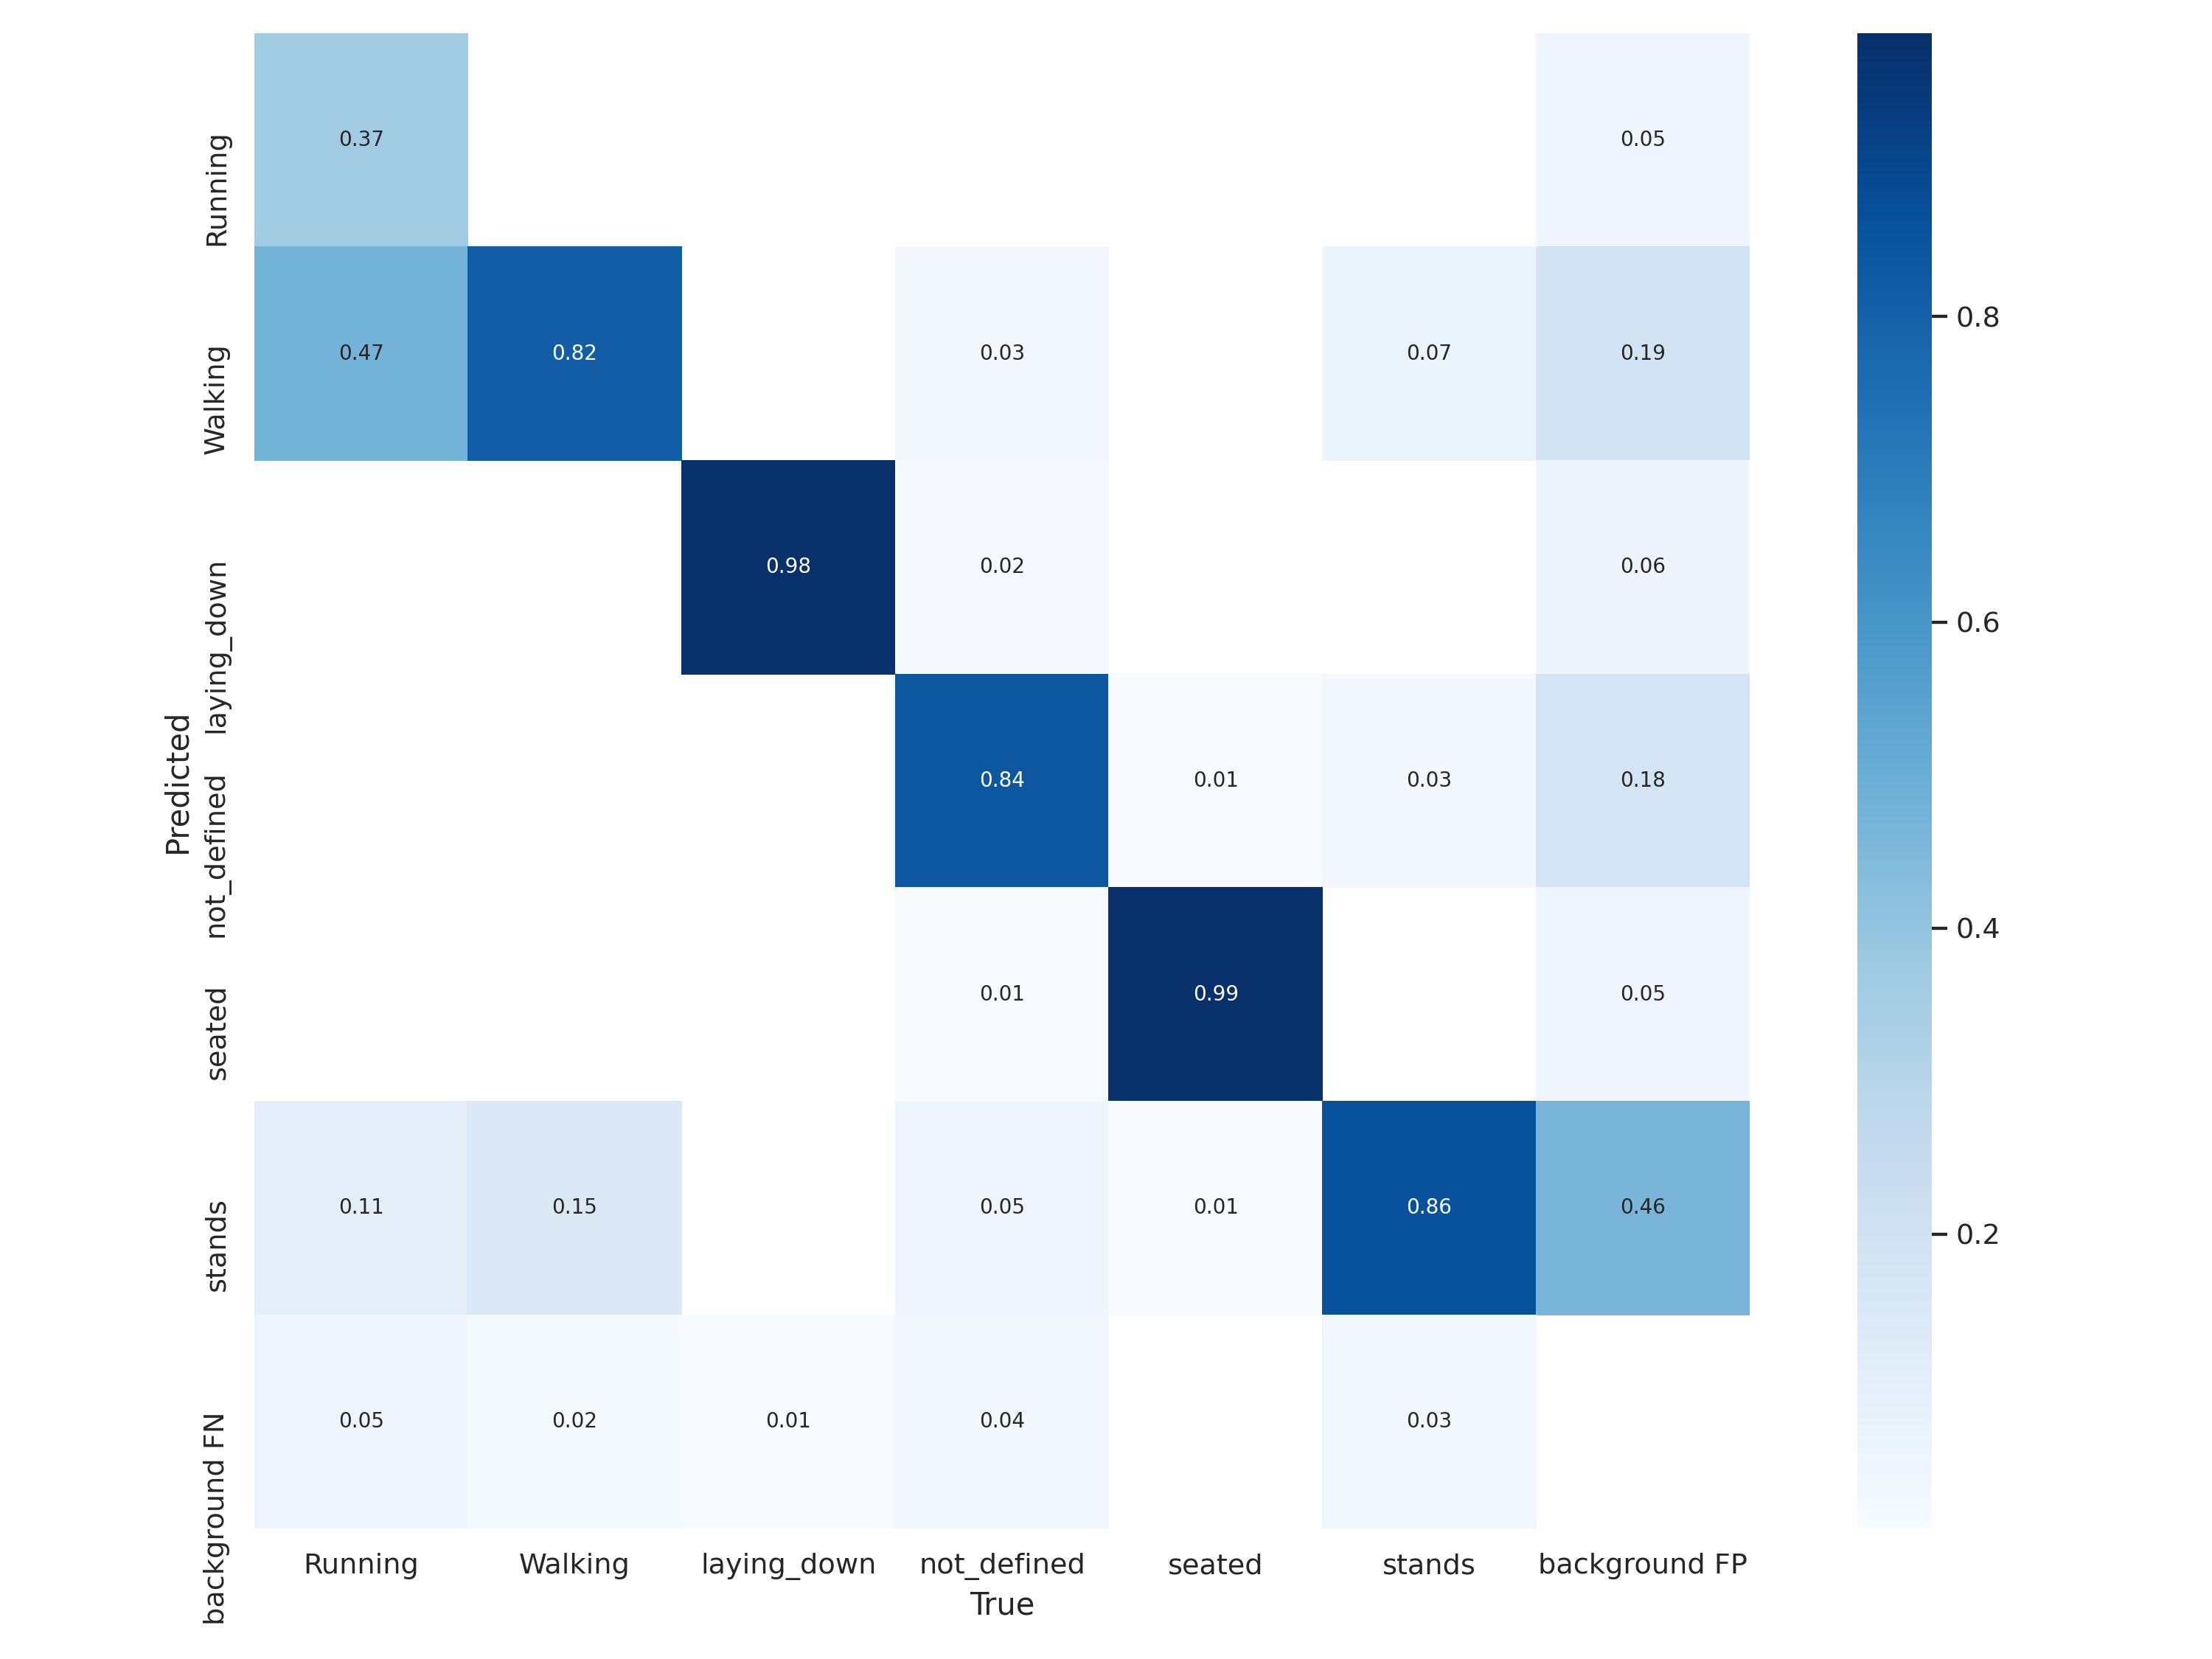 Predicted
Running
0.37
0.05
Walking
0.47 0.82 0.03 0.07 0.19
laying_down
0.98 0.02 0.06
not_defined
0.84 0.01 0.03 0.18
seated
0.01 0.99 0.05
stands
0.11 0.15 0.05 0.01 0.86 0.46
background FN
0.05 0.02 0.01 0.04 0.03
Running Walking laying_down not_defined seated stands background FP
True
0.8
0.6
0.4
0.2